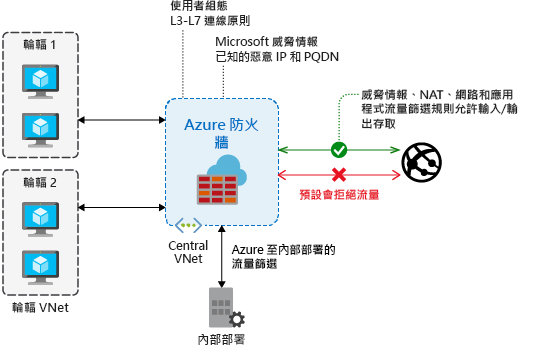 使用者組態
L3-L7 連線原則
Microsoft 威脅情報
已知的惡意 IP 和 PQDN
輪輻 1
Azure 防火
牆
威脅情報、NAT、網路和應用
程式流量篩選規則允許輸入/輸
出存取
預設會拒絕流量
輪輻 2
Central
VNet
Azure 至內部部署的
流量篩選
輪輻 VNet
內部部署